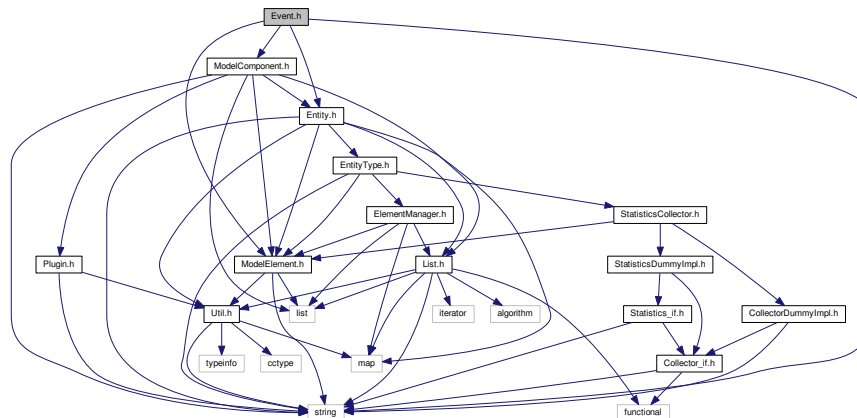 Event.h
ModelComponent.h
Entity.h
EntityType.h
ElementManager.h
StatisticsCollector.h
Plugin.h
ModelElement.h
List.h
StatisticsDummyImpl.h
Util.h
list
iterator
algorithm
Statistics_if.h
CollectorDummyImpl.h
typeinfo
cctype
map
Collector_if.h
string
functional